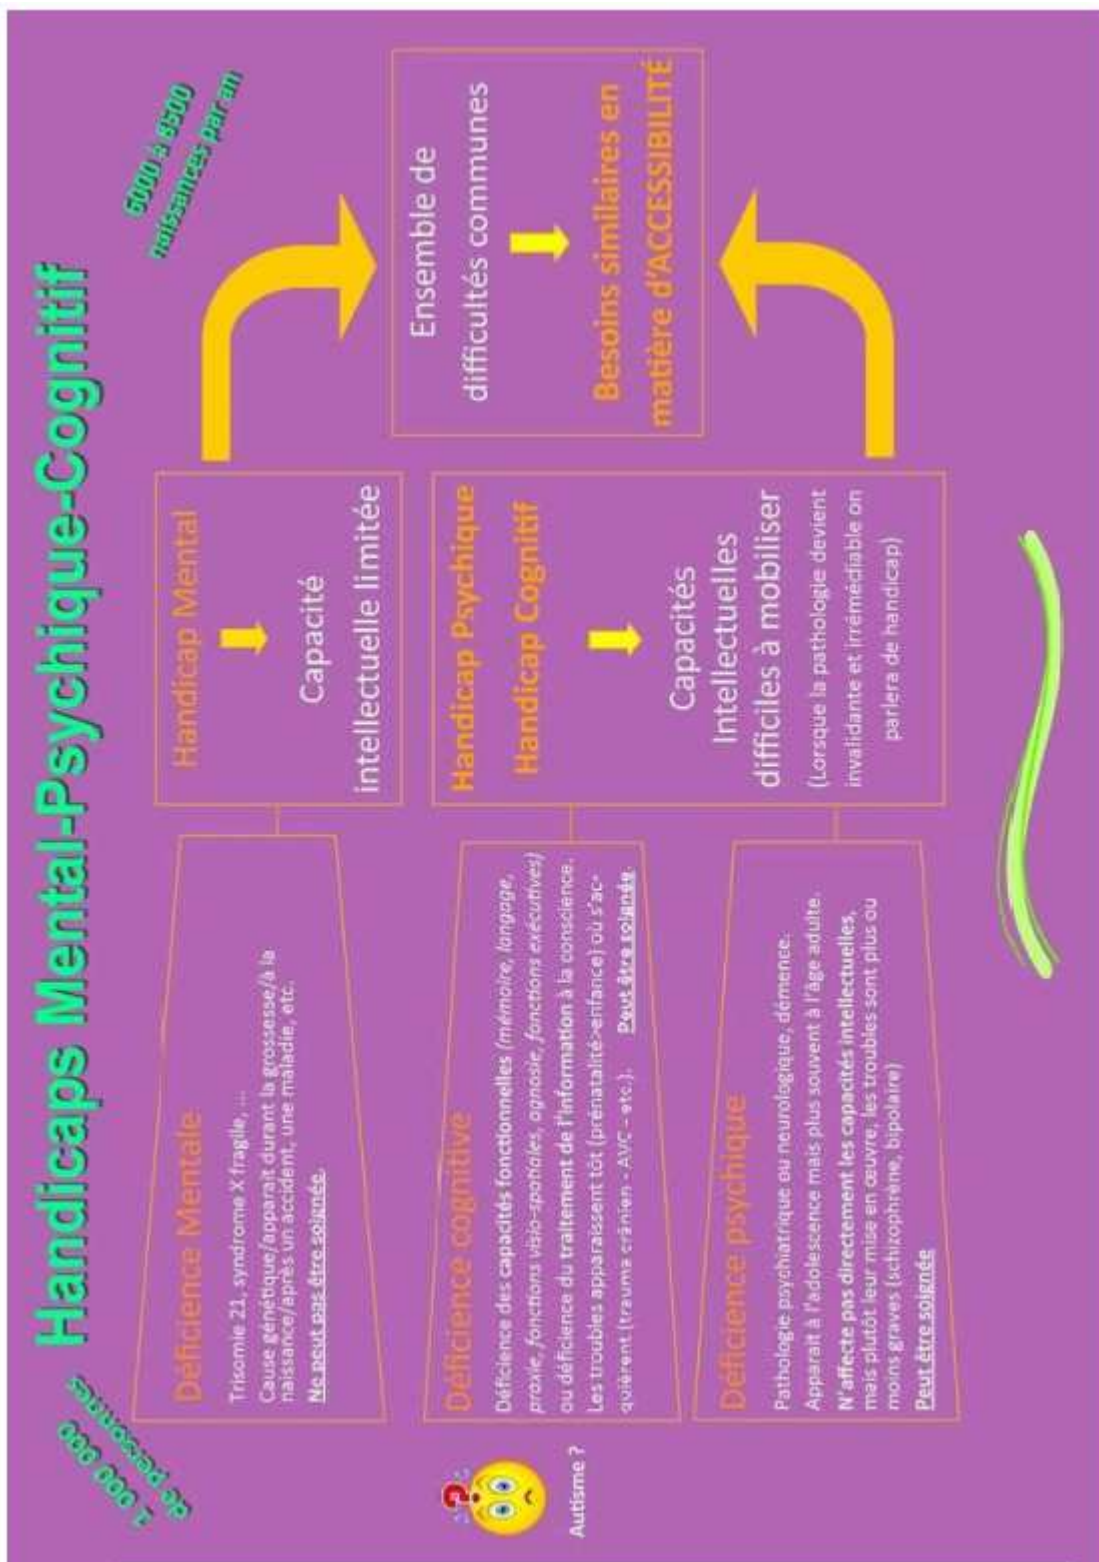 Handicaps Mental-Psychique-Cognitif
1 000 000
de personnes
6000 à 6500
naissances par an
Déficience Mentale
Trisomie 21, syndrome X fragile, ...
Cause génétique/apparait durant la grossesse/à la
naissance/après un accident, une maladie, etc.
Ne peut pas être soignée.
Handicap Mental
Capacité
intellectuelle limitée
Déficience cognitive
Déficience des capacités fonctionnelles (mémoire, langage,
praxie, fonctions visio-spatiales, agnosie, fonctions exécutives)
ou déficience du traitement de l'information à la conscience.
Les troubles apparaissent tôt (prénatalité>enfance) où s'ac-
quièrent (trauma crânien - AVC - etc.). Peut être soignée.
Autisme ?
Déficience psychique
Pathologie psychatrique ou neurologique, démence.
Apparait à l'adolescence mais plus souvent à l'âge adulte.
N'affecte pas directement les capacités intellectuelles,
mais plutôt leur mise en œuvre, les troubles sont plus ou
moins graves (schizophrène, bipolaire)
Peut être soignée
Handicap Psychique
Handicap Cognitif
Capacités
Intellectuelles
difficiles à mobiliser
(Lorsque la pathologie devient
invalidante et irrémédiable on
parlera de handicap)
Ensemble de
difficultés communes
Besoins similaires en
matière d'ACCESSIBILITÉ